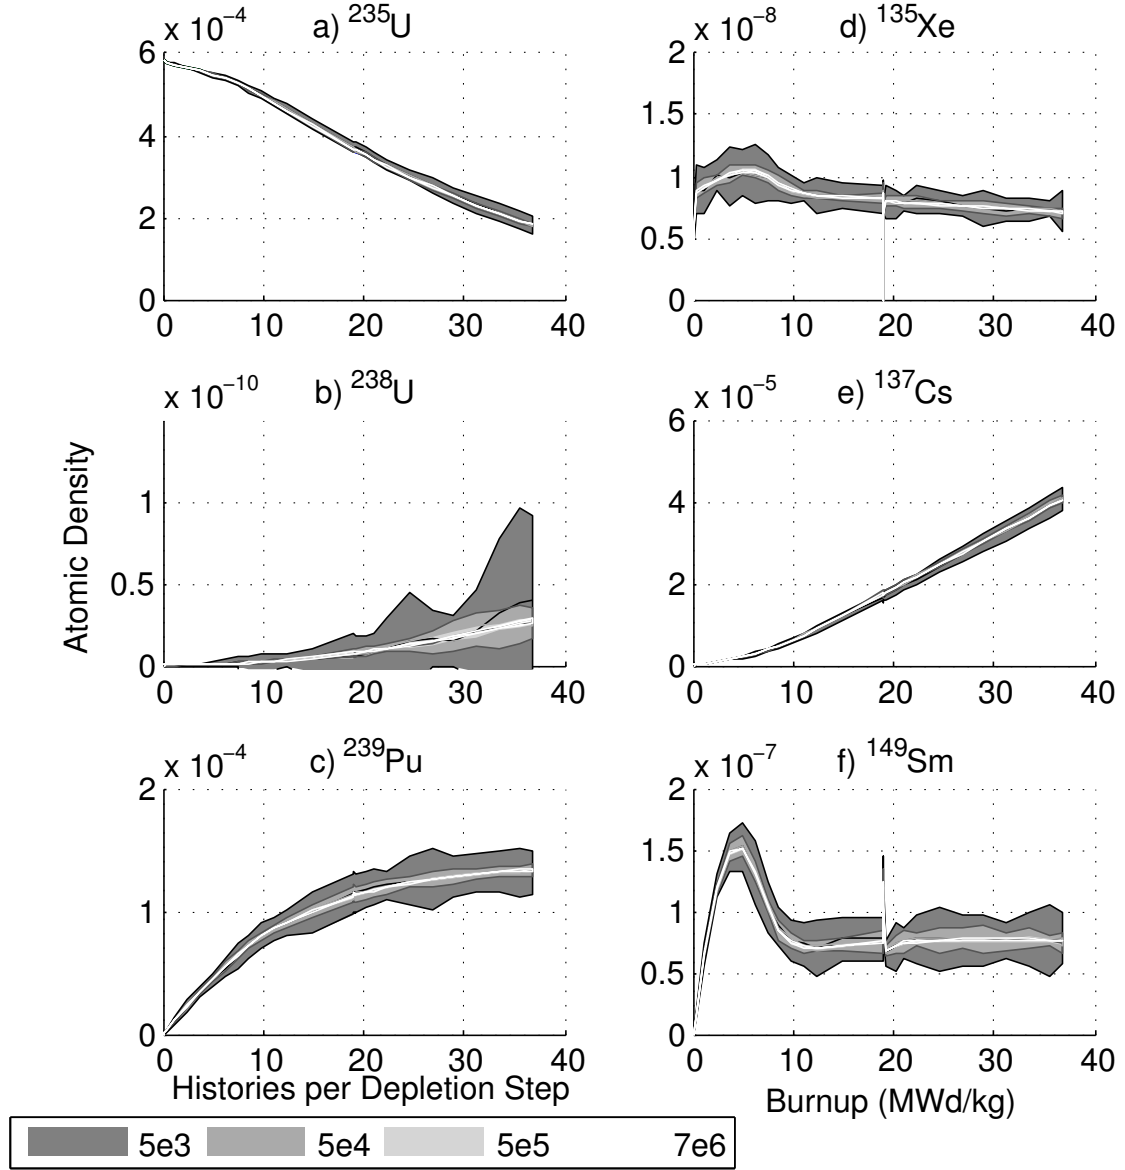 x 10⁻⁴ a) ²³⁵U
6
4
2
0
0 10 20 30 40
x 10⁻⁸ d) ¹³⁵Xe
2
1.5
1
0.5
0
0 10 20 30 40
x 10⁻¹⁰ b) ²³⁸U
1
0.5
0
0 10 20 30 40
Atomic Density
x 10⁻⁵ e) ¹³⁷Cs
6
4
2
0
0 10 20 30 40
x 10⁻⁴ c) ²³⁹Pu
2
1
0
0 10 20 30 40
Histories per Depletion Step
x 10⁻⁷ f) ¹⁴⁹Sm
2
1.5
1
0.5
0
0 10 20 30 40
Burnup (MWd/kg)
5e3 5e4 5e5 7e6